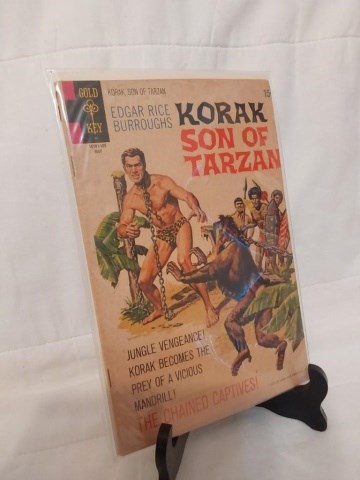 GOLD
KEY
MAY
KORAK, SON OF TARZAN
EDGAR RICE
BURROUGHS
KORAK
SON OF
TARZAN
JUNGLE VENGEANCE!
KORAK BECOMES THE
PREY OF A VICIOUS
MANDRILL!
THE CHAINED CAPTIVES!